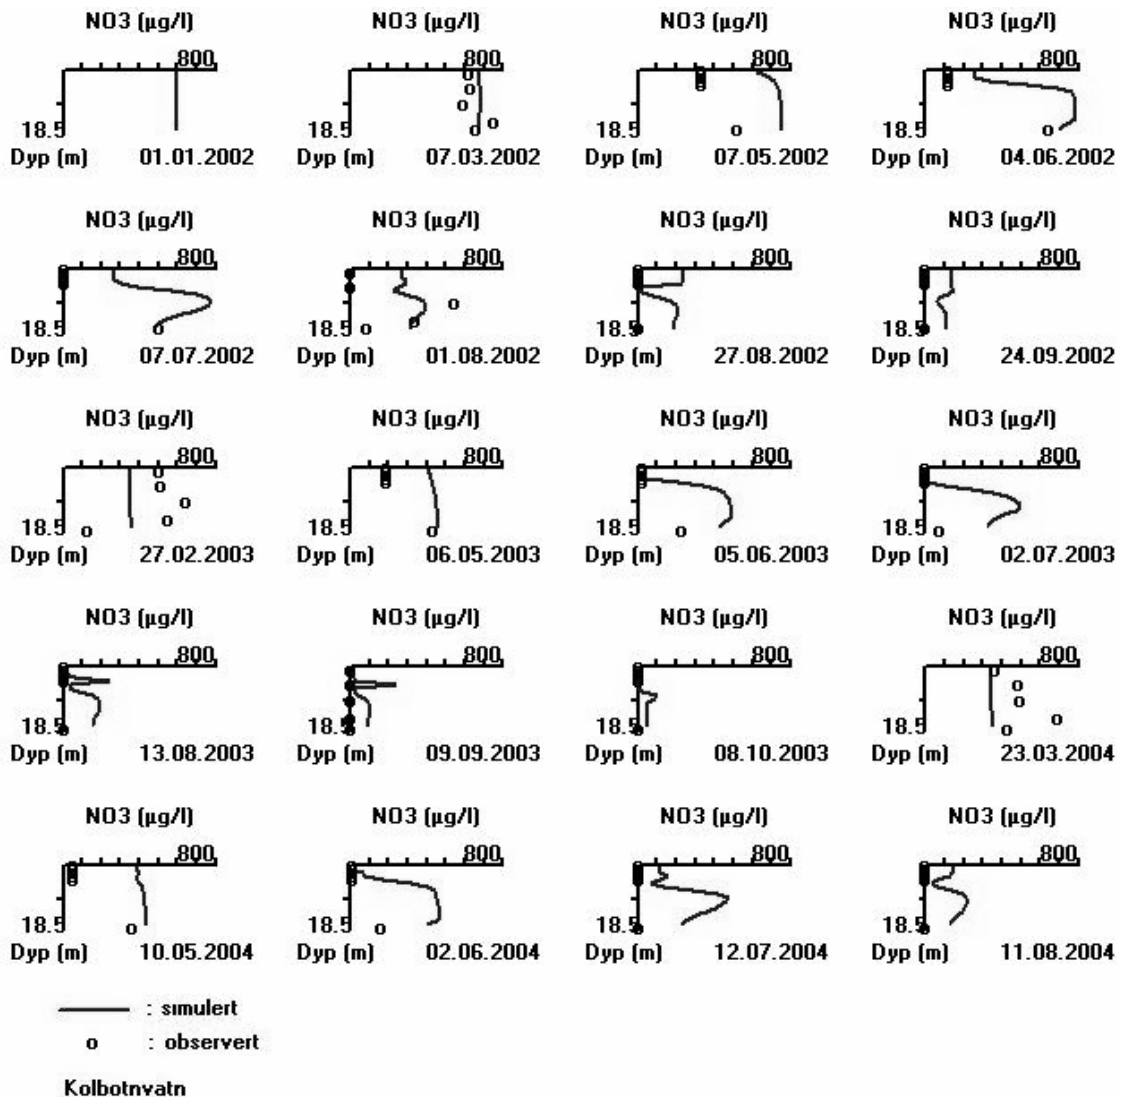 NO3 (µg/l) NO3 (µg/l) NO3 (µg/l) NO3 (µg/l)
800 800 800 800
18.5 18.5 18.5 18.5
Dyp (m) 01.01.2002 Dyp (m) 07.03.2002 Dyp (m) 07.05.2002 Dyp (m) 04.06.2002
NO3 (µg/l) NO3 (µg/l) NO3 (µg/l) NO3 (µg/l)
800 800 800 800
18.5 18.5 18.5 18.5
Dyp (m) 07.07.2002 Dyp (m) 01.08.2002 Dyp (m) 27.08.2002 Dyp (m) 24.09.2002
NO3 (µg/l) NO3 (µg/l) NO3 (µg/l) NO3 (µg/l)
800 800 800 800
18.5 18.5 18.5 18.5
Dyp (m) 27.02.2003 Dyp (m) 06.05.2003 Dyp (m) 05.06.2003 Dyp (m) 02.07.2003
NO3 (µg/l) NO3 (µg/l) NO3 (µg/l) NO3 (µg/l)
800 800 800 800
18.5 18.5 18.5 18.5
Dyp (m) 13.08.2003 Dyp (m) 09.09.2003 Dyp (m) 08.10.2003 Dyp (m) 23.03.2004
NO3 (µg/l) NO3 (µg/l) NO3 (µg/l) NO3 (µg/l)
800 800 800 800
18.5 18.5 18.5 18.5
Dyp (m) 10.05.2004 Dyp (m) 02.06.2004 Dyp (m) 12.07.2004 Dyp (m) 11.08.2004
: simulert
: observert
Kolbotnvatn